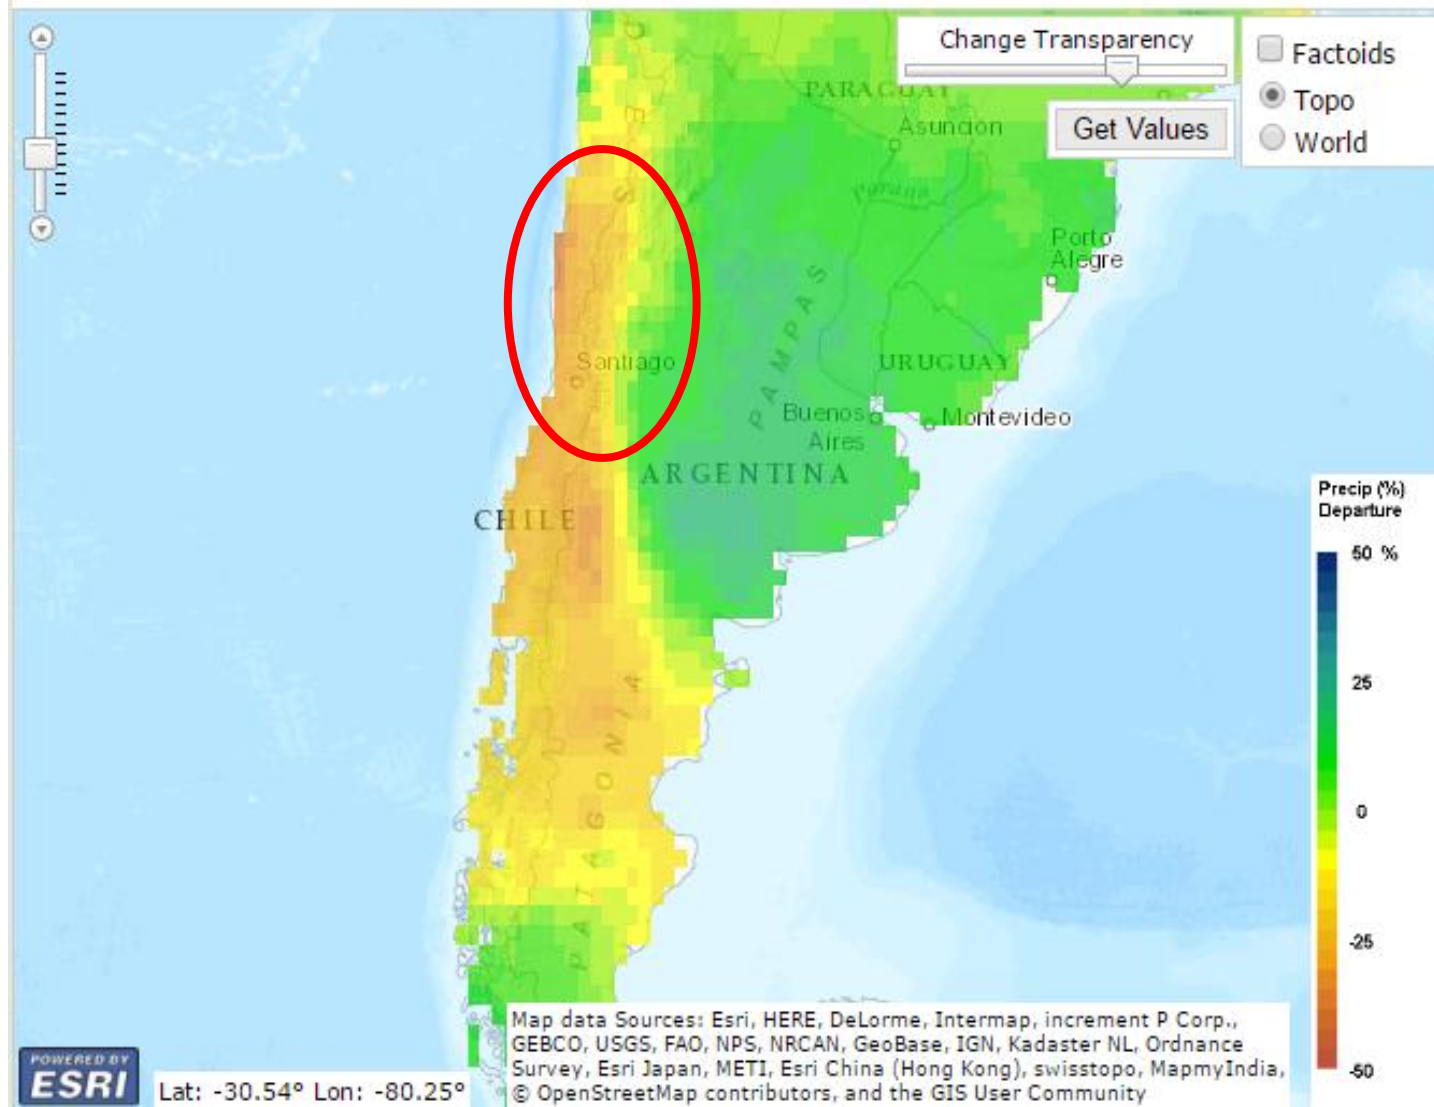 Change Transparency
Get Values
Factoids
Topo
World
PARAGUAY
Asuncion
Parana
Porto
Alegre
PAMPAS
Santiago
URUGUAY
Buenos
Aires
Montevideo
ARGENTINA
CHILE
PATAGONIA
Precip (%)
Departure
50 %
25
0
-25
-50
POWERED BY
ESRI
Lat: -30.54° Lon: -80.25°
Map data Sources: Esri, HERE, DeLorme, Intermap, increment P Corp.,
GEBCO, USGS, FAO, NPS, NRCAN, GeoBase, IGN, Kadaster NL, Ordnance
Survey, Esri Japan, METI, Esri China (Hong Kong), swisstopo, MapmyIndia,
© OpenStreetMap contributors, and the GIS User Community